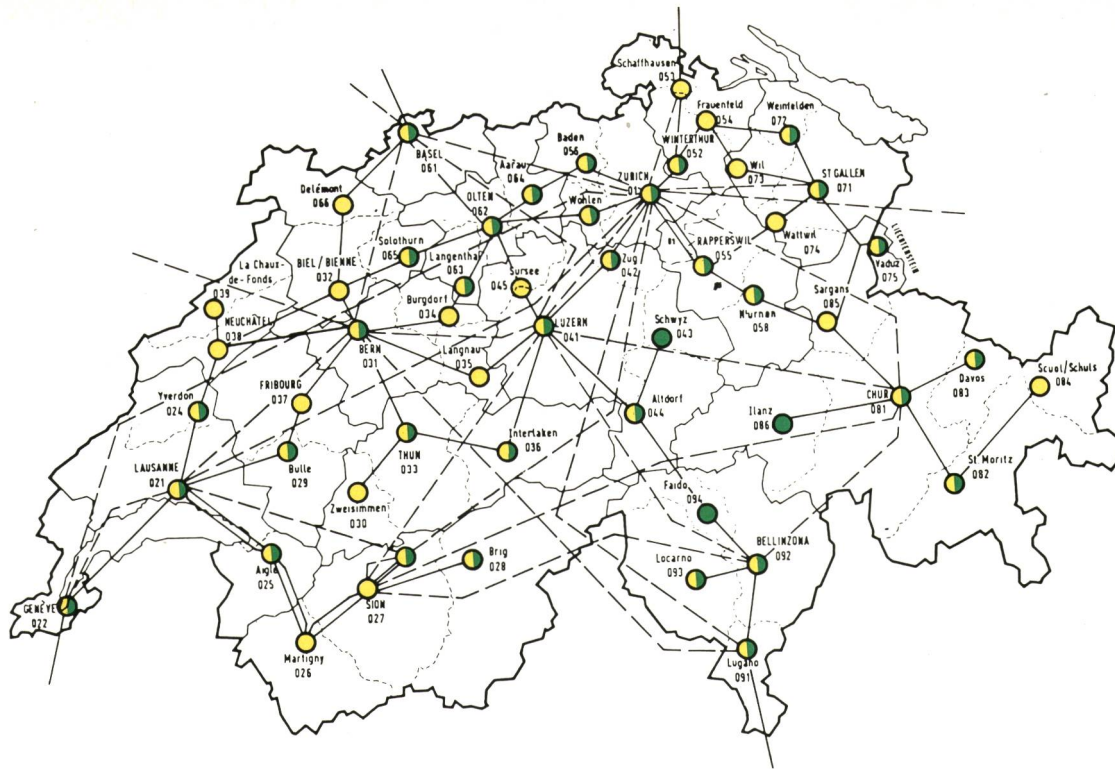 Schaffhausen
053
Frauenfeld
054
Weinfelden
072
BASEL
061
Baden
056
WINTERTHUR
052
Wil
073
ST GALLEN
071
Aarau
064
ZÜRICH
01
Delémont
066
OLTEN
062
Wohlen
Wattwil
074
Solothurn
065
Langenthal
063
Zug
042
RAPPERSWIL
055
Vaduz
075
LIECHTENSTEIN
La Chaux-
de-Fonds
039
BIEL/BIENNE
032
Sursee
045
Sargans
085
Burgdorf
034
NEUCHÂTEL
038
BERN
031
LUZERN
041
Schwyz
043
058
Langnau
035
Davos
083
Scuol/Schuls
084
FRIBOURG
037
Yverdon
024
CHUR
081
Altdorf
044
Ilanz
086
THUN
033
Interlaken
036
Bulle
029
LAUSANNE
021
St. Moritz
082
Zweisimmen
030
Faido
094
BELLINZONA
092
Brig
028
Locarno
093
Aigle
025
SION
027
GENÈVE
022
Martigny
026
Lugano
091